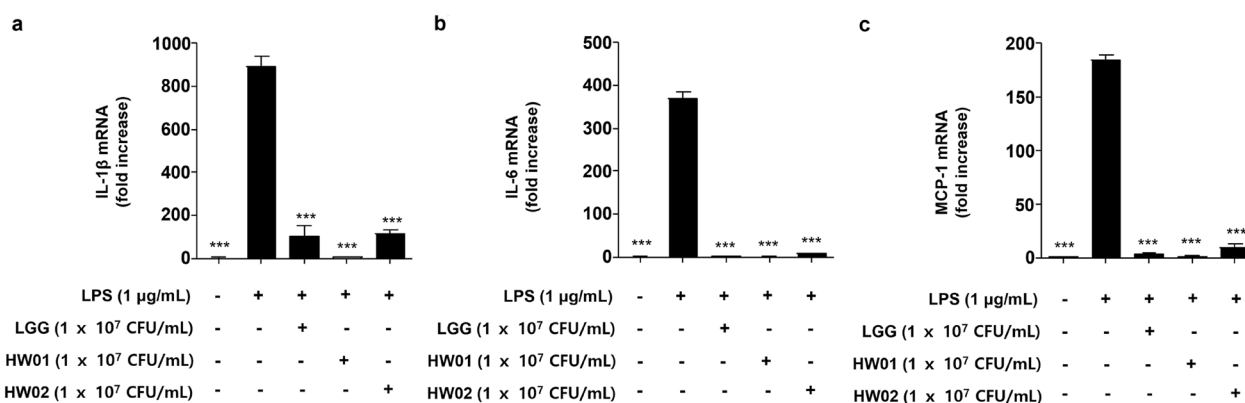 a
IL-1β mRNA
(fold increase)
1000
800
600
400
200
0
***
***
***
***
LPS (1 µg/mL) - + + + +
LGG (1 x 10⁷ CFU/mL) - - + - -
HW01 (1 x 10⁷ CFU/mL) - - - + -
HW02 (1 x 10⁷ CFU/mL) - - - - +
b
IL-6 mRNA
(fold increase)
500
400
300
200
100
0
***
***
***
***
LPS (1 µg/mL) - + + + +
LGG (1 x 10⁷ CFU/mL) - - + - -
HW01 (1 x 10⁷ CFU/mL) - - - + -
HW02 (1 x 10⁷ CFU/mL) - - - - +
c
MCP-1 mRNA
(fold increase)
200
150
100
50
0
***
***
***
***
LPS (1 µg/mL) - + + + +
LGG (1 x 10⁷ CFU/mL) - - + - -
HW01 (1 x 10⁷ CFU/mL) - - - + -
HW02 (1 x 10⁷ CFU/mL) - - - - +